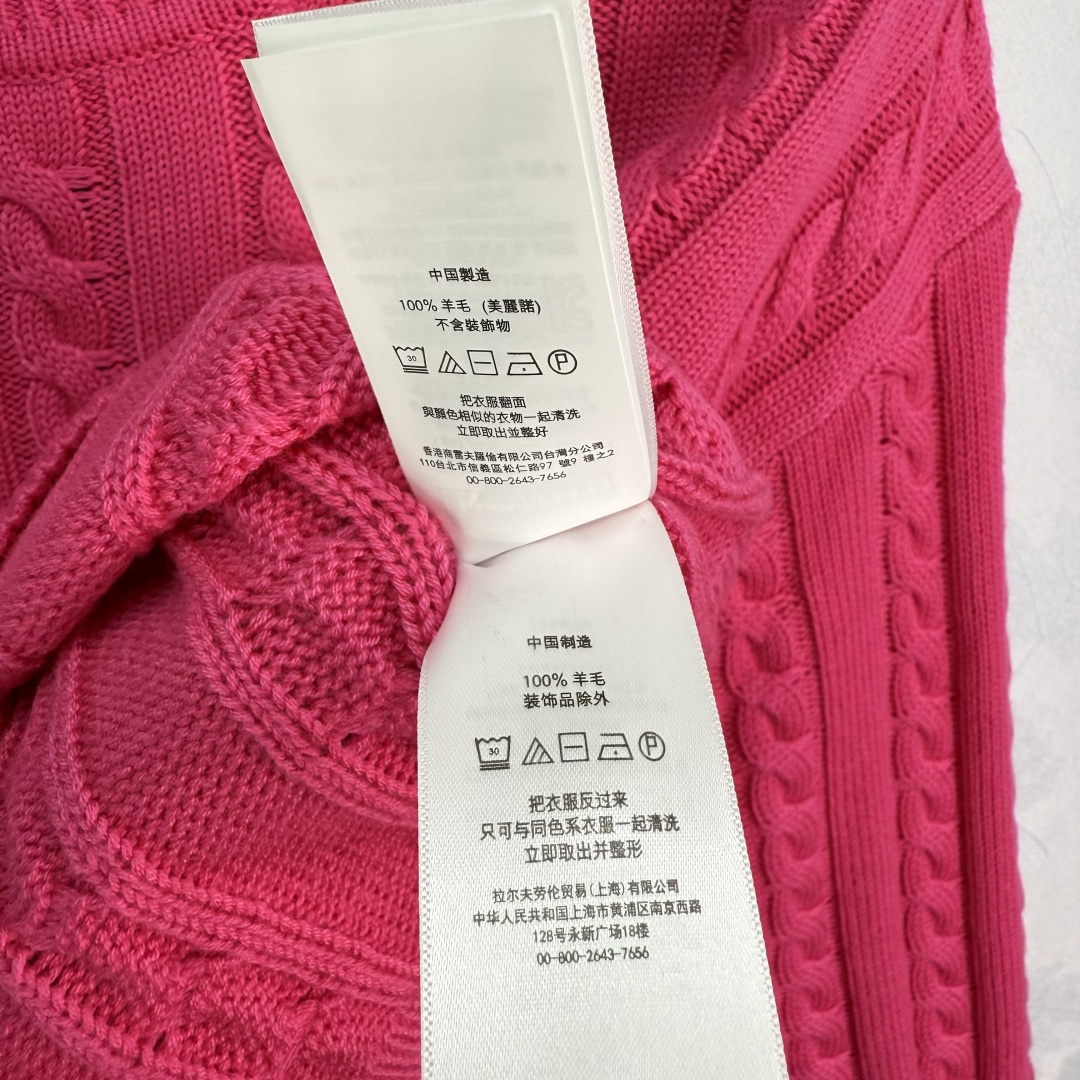 中国製造
100% 羊毛 (美麗諾)
不含裝飾物
30
P
把衣服翻面
與顏色相似的衣物一起清洗
立即取出並整好
香港商雷夫羅倫有限公司台灣分公司
110台北市信義區松仁路97 號9 樓之2
00-800-2643-7656
中国制造
100% 羊毛
装饰品除外
30
P
把衣服反过来
只可与同色系衣服一起清洗
立即取出并整形
拉尔夫劳伦贸易(上海)有限公司
中华人民共和国上海市黄浦区南京西路
128号永新广场18楼
00-800-2643-7656